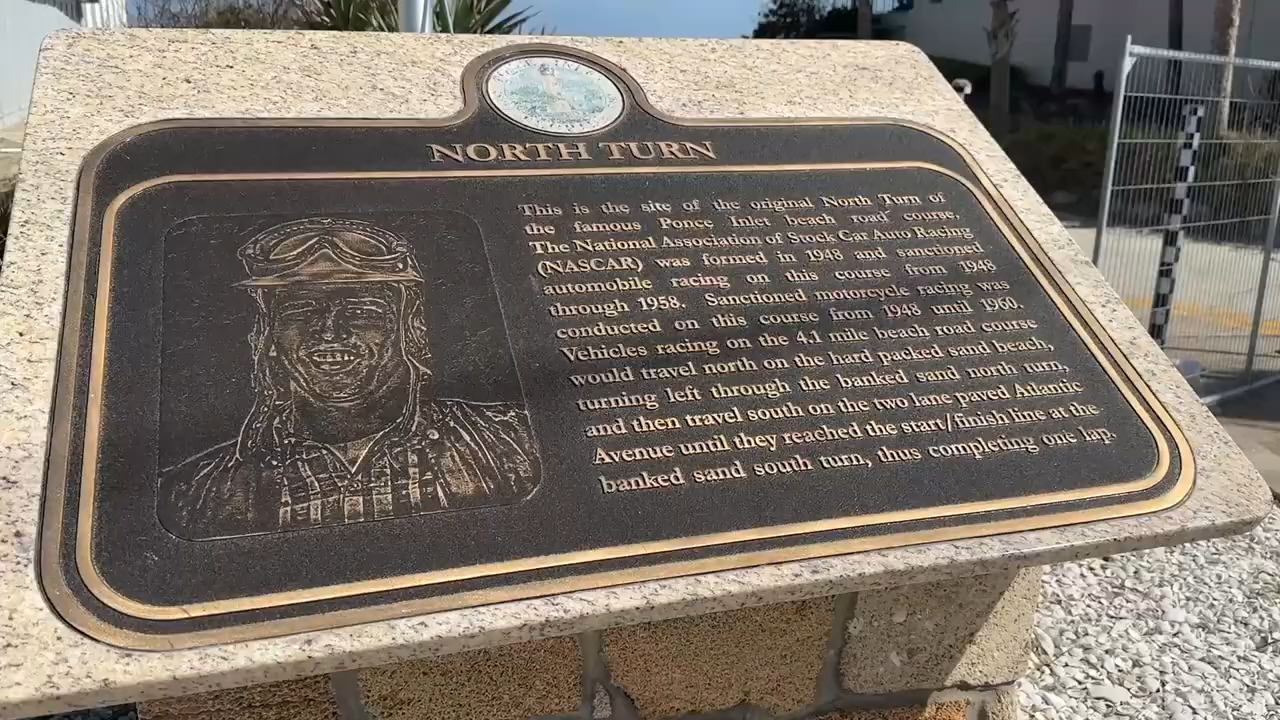 NORTH TURN
This is the site of the original North Turn of
the famous Ponce Inlet beach road course.
The National Association of Stock Car Auto Racing
(NASCAR) was formed in 1948 and sanctioned
automobile racing on this course from 1948
through 1958. Sanctioned motorcycle racing was
conducted on this course from 1948 until 1960.
Vehicles racing on the 4.1 mile beach road course
would travel north on the hard packed sand beach,
turning left through the banked sand north turn,
and then travel south on the two lane paved Atlantic
Avenue until they reached the start/finish line at the
banked sand south turn, thus completing one lap.